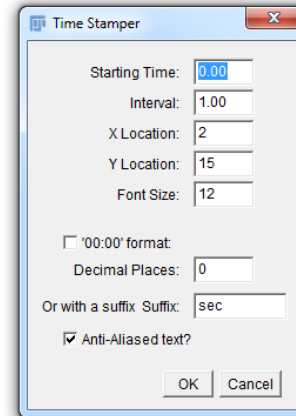 Time Stamper
Starting Time: 0.00
Interval: 1.00
X Location: 2
Y Location: 15
Font Size: 12
'00:00' format:
Decimal Places: 0
Or with a suffix Suffix: sec
Anti-Aliased text?
OK Cancel